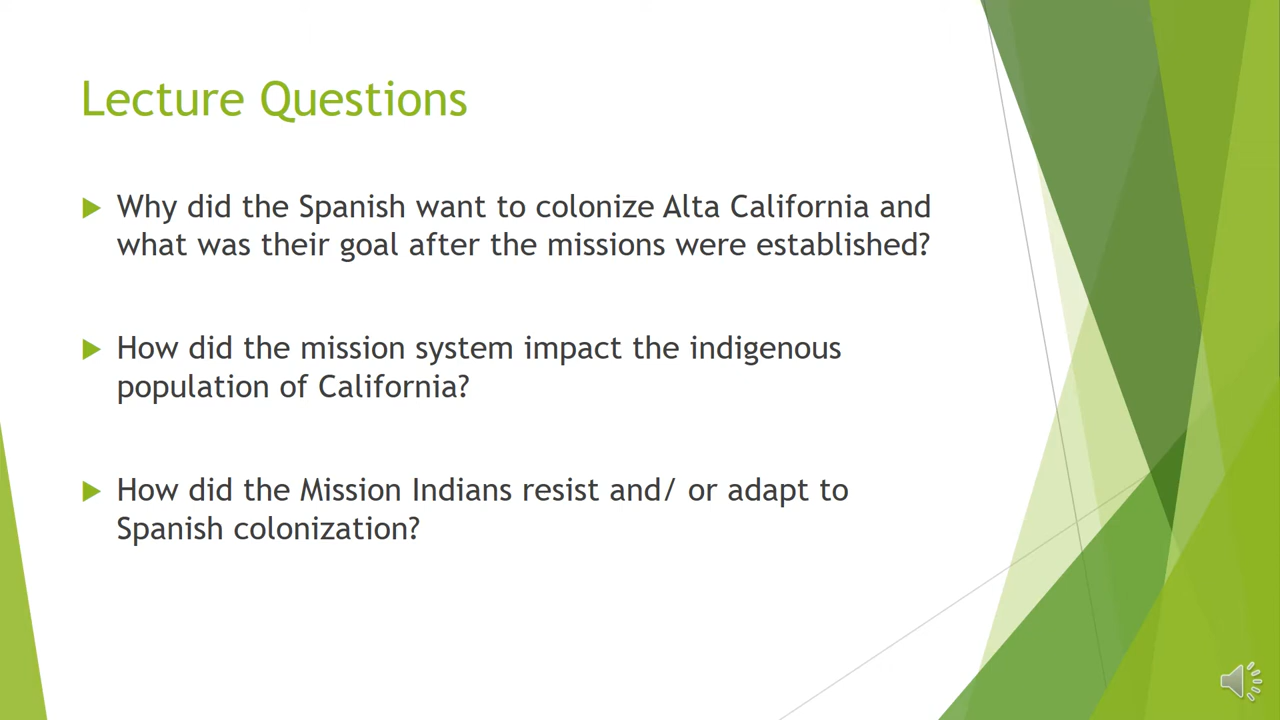 Lecture Questions
Why did the Spanish want to colonize Alta California and
what was their goal after the missions were established?
How did the mission system impact the indigenous
population of California?
How did the Mission Indians resist and/ or adapt to
Spanish colonization?